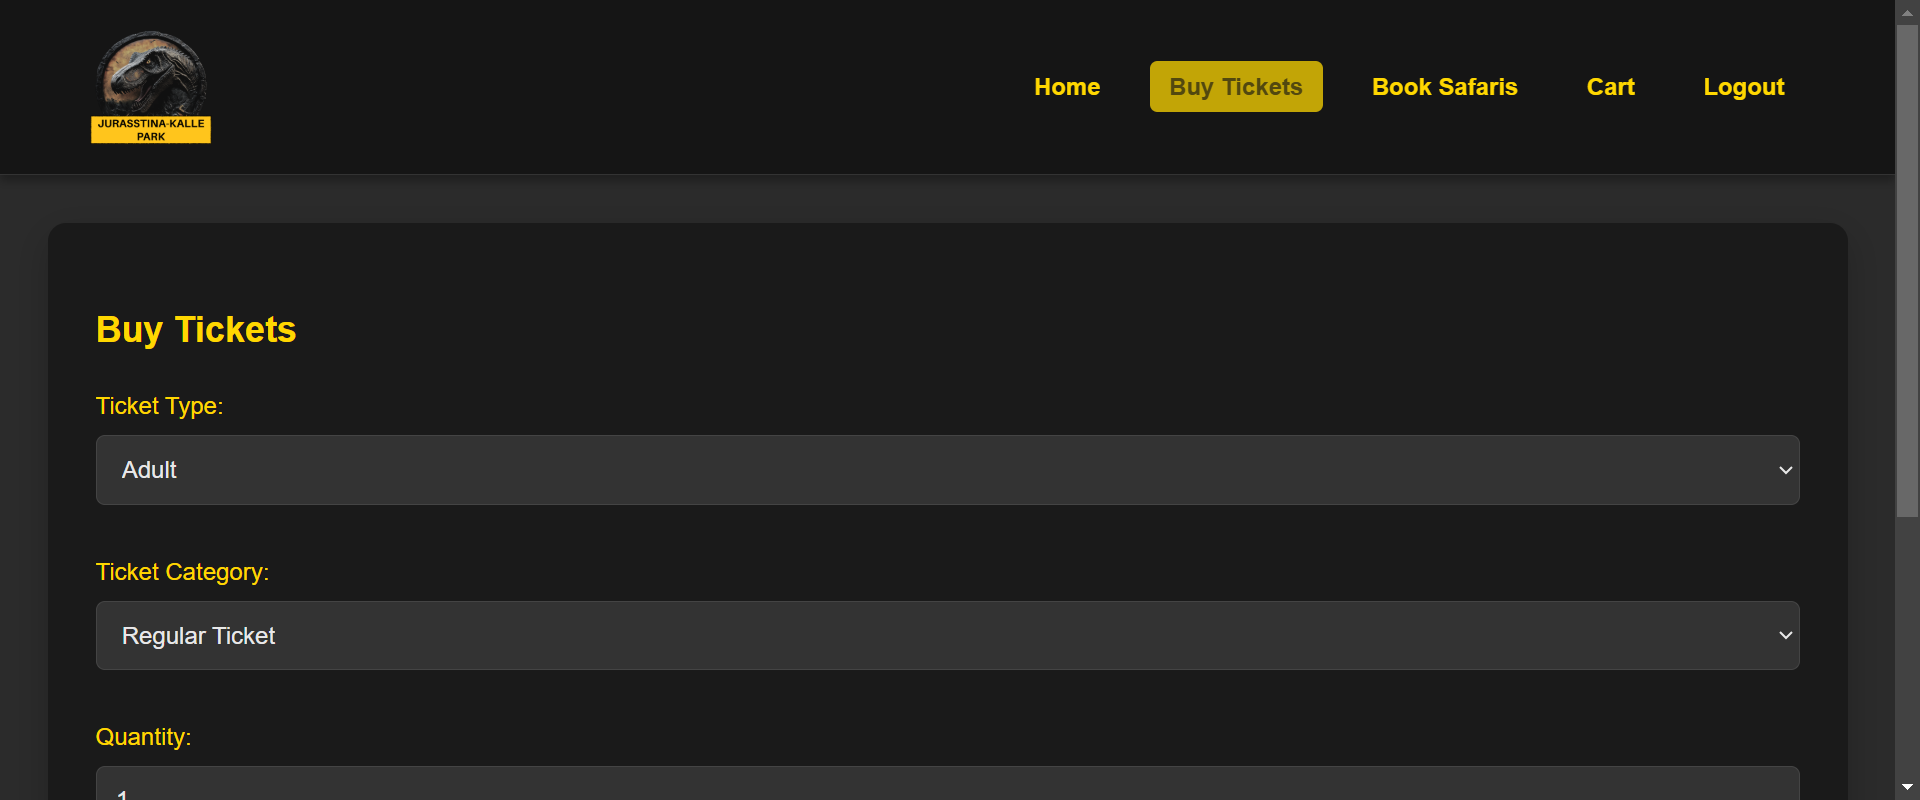 JURASSTINA-KALLE
PARK
Home
Buy Tickets
Book Safaris
Cart
Logout
Buy Tickets
Ticket Type:
Adult
Ticket Category:
Regular Ticket
Quantity:
1